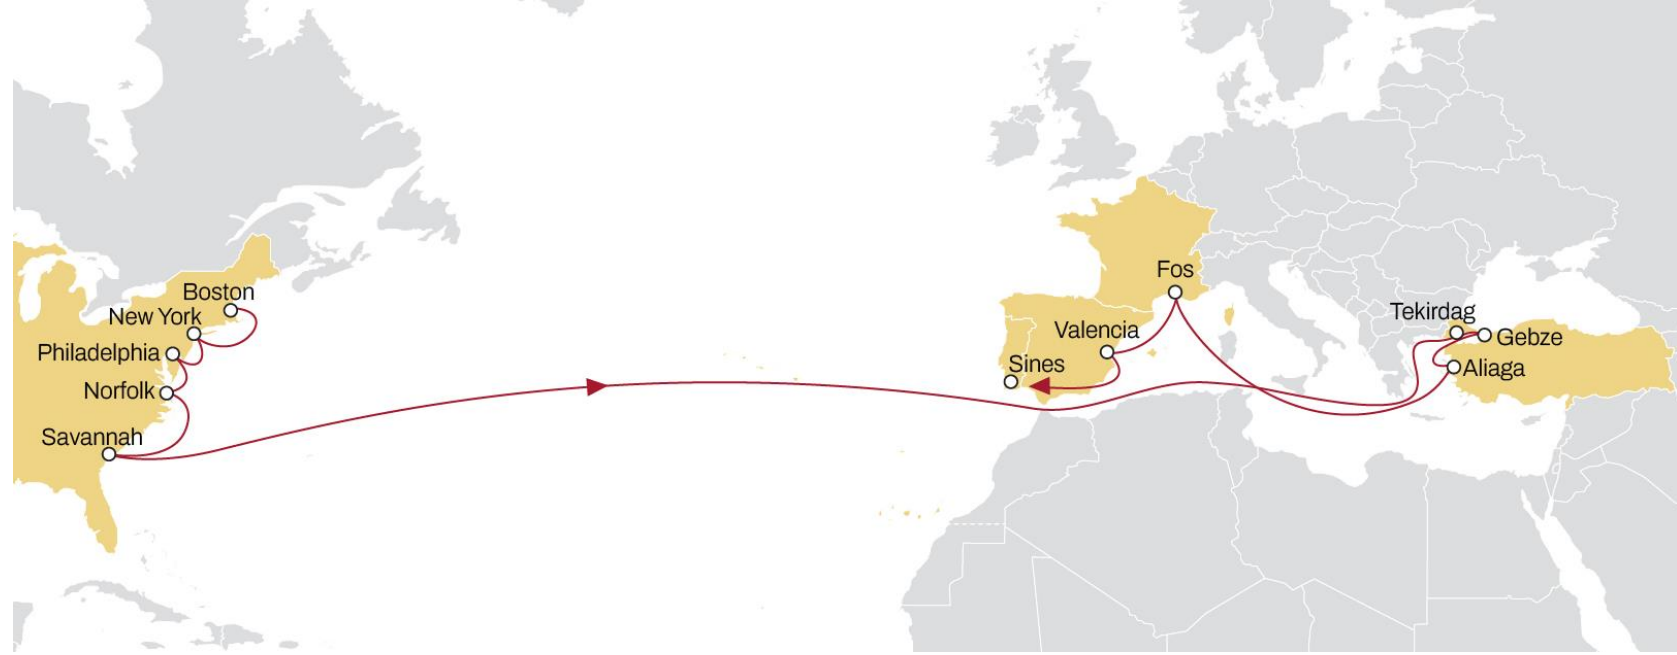 Boston
New York
Philadelphia
Norfolk
Savannah
Fos
Valencia
Sines
Tekirdag
Gebze
Aliaga